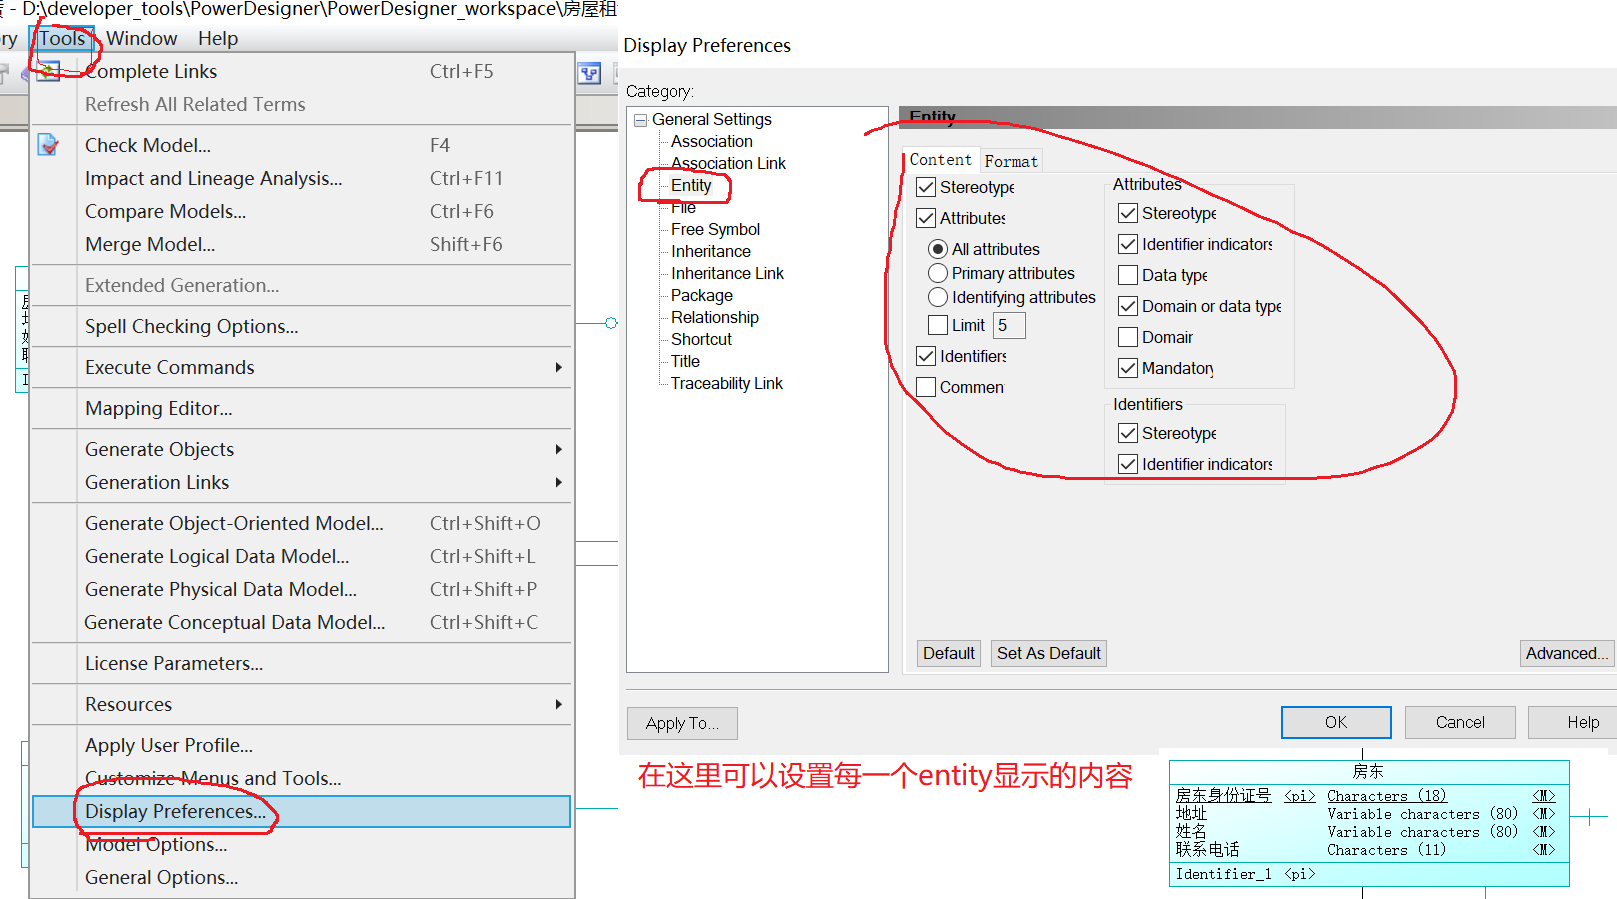 - D:\developer_tools\PowerDesigner\PowerDesigner_workspace\房屋租
ry Tools Window Help
Complete Links Ctrl+F5
Refresh All Related Terms
Check Model... F4
Impact and Lineage Analysis... Ctrl+F11
Compare Models... Ctrl+F6
Merge Model... Shift+F6
Extended Generation...
Spell Checking Options...
Execute Commands
Mapping Editor...
Generate Objects
Generation Links
Generate Object-Oriented Model... Ctrl+Shift+O
Generate Logical Data Model... Ctrl+Shift+L
Generate Physical Data Model... Ctrl+Shift+P
Generate Conceptual Data Model... Ctrl+Shift+C
License Parameters...
Resources
Apply User Profile...
Customize Menus and Tools...
Display Preferences...
Model Options...
General Options...
Display Preferences
Category:
General Settings
Association
Association Link
Entity
File
Free Symbol
Inheritance
Inheritance Link
Package
Relationship
Shortcut
Title
Traceability Link
Entity
Content Format
Stereotype
Attributes
All attributes
Primary attributes
Identifying attributes
Limit 5
Identifiers
Commen
Attributes
Stereotype
Identifier indicators
Data type
Domain or data type
Domair
Mandatory
Identifiers
Stereotype
Identifier indicators
Default Set As Default Advanced...
Apply To... OK Cancel Help
在这里可以设置每一个entity显示的内容
房东
房东身份证号 <pi> Characters (18) <M>
地址 Variable characters (80) <M>
姓名 Variable characters (80) <M>
联系电话 Characters (11) <M>
Identifier_1 <pi>